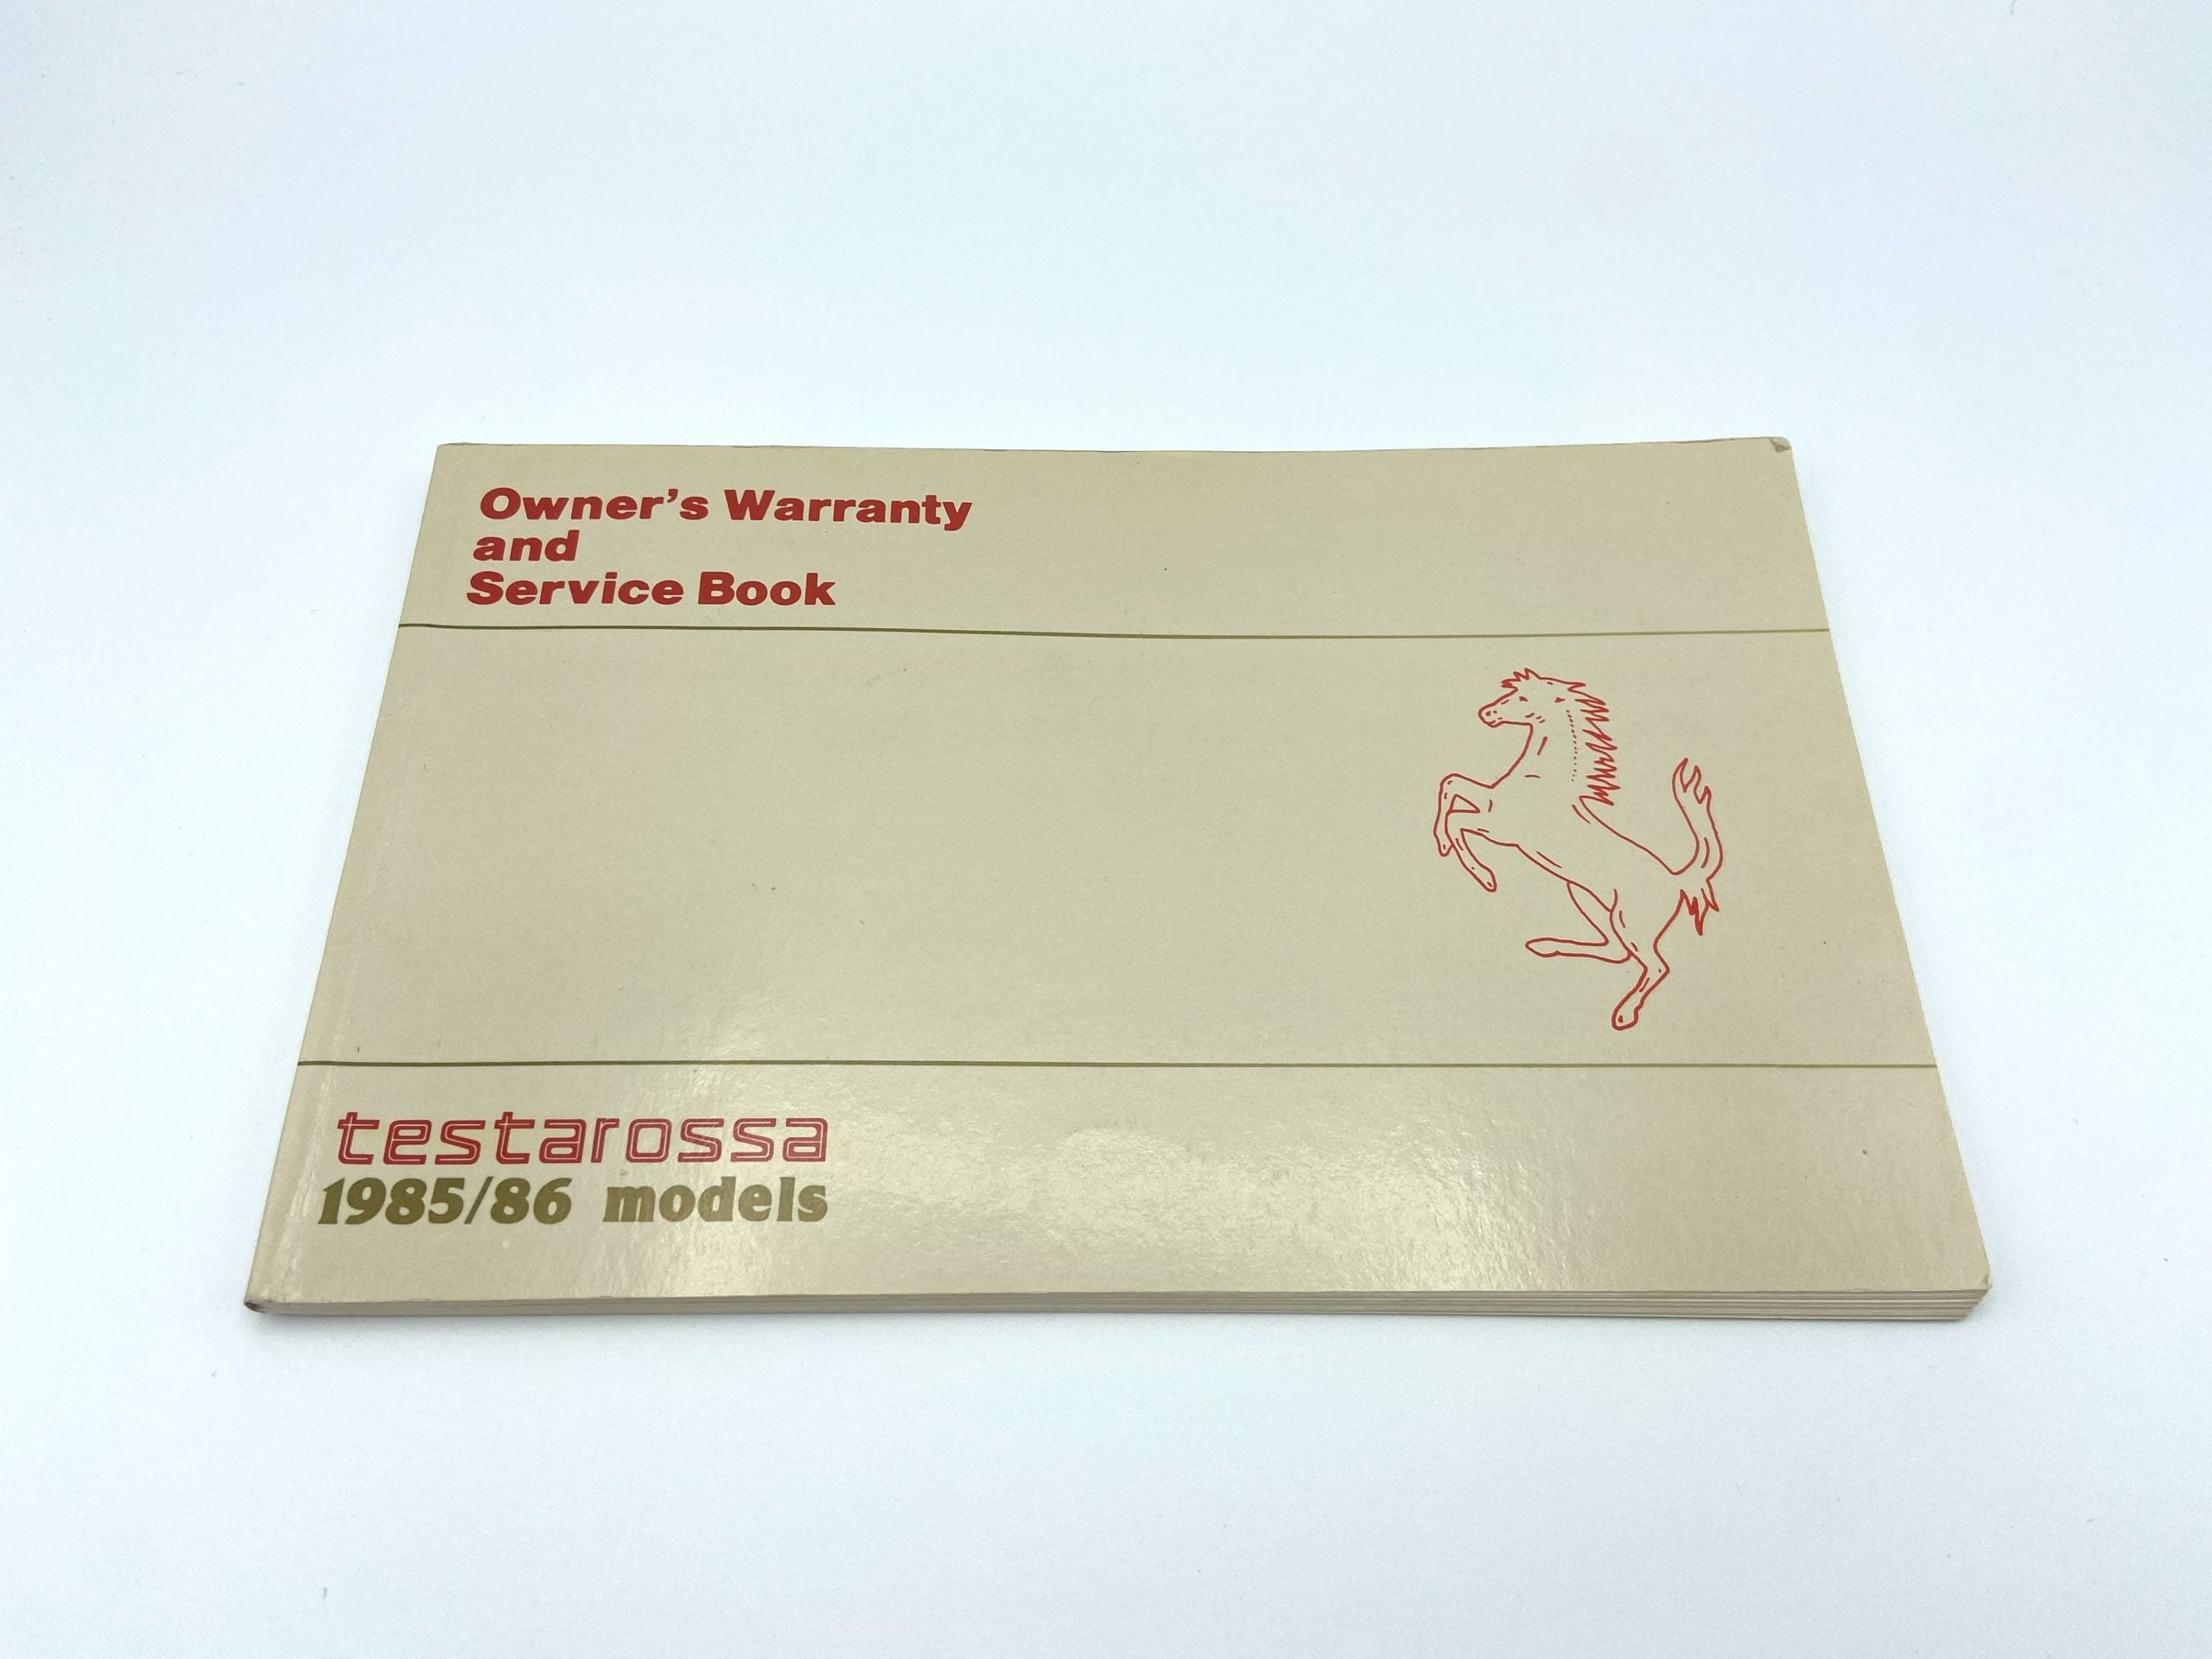 Owner's Warranty
and
Service Book
testarossa
1985/86 models